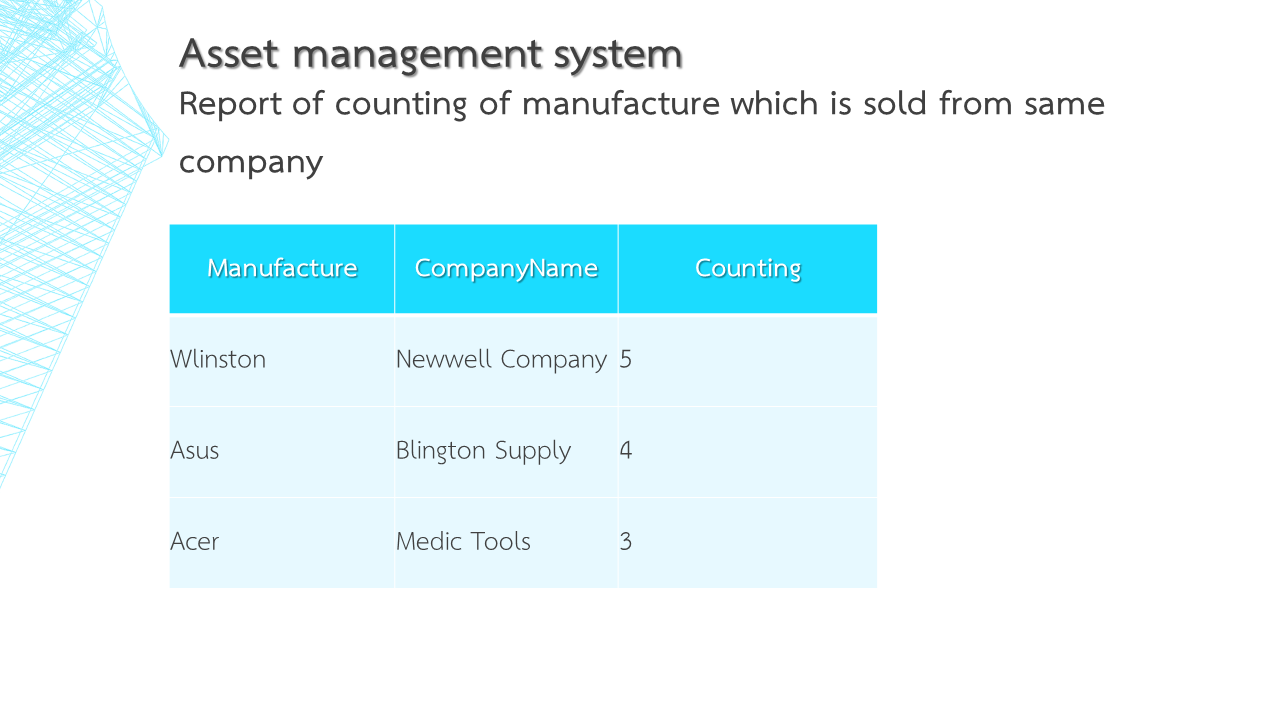 Asset management system
Report of counting of manufacture which is sold from same
company
Manufacture CompanyName Counting
Wlinston Newwell Company 5
Asus Blington Supply 4
Acer Medic Tools 3